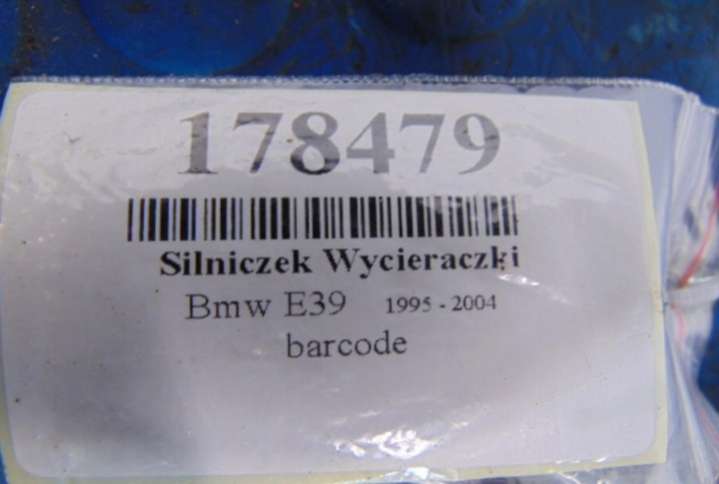 178479
Silniczek Wycieraczki
Bmw E39 1995 - 2004
barcode